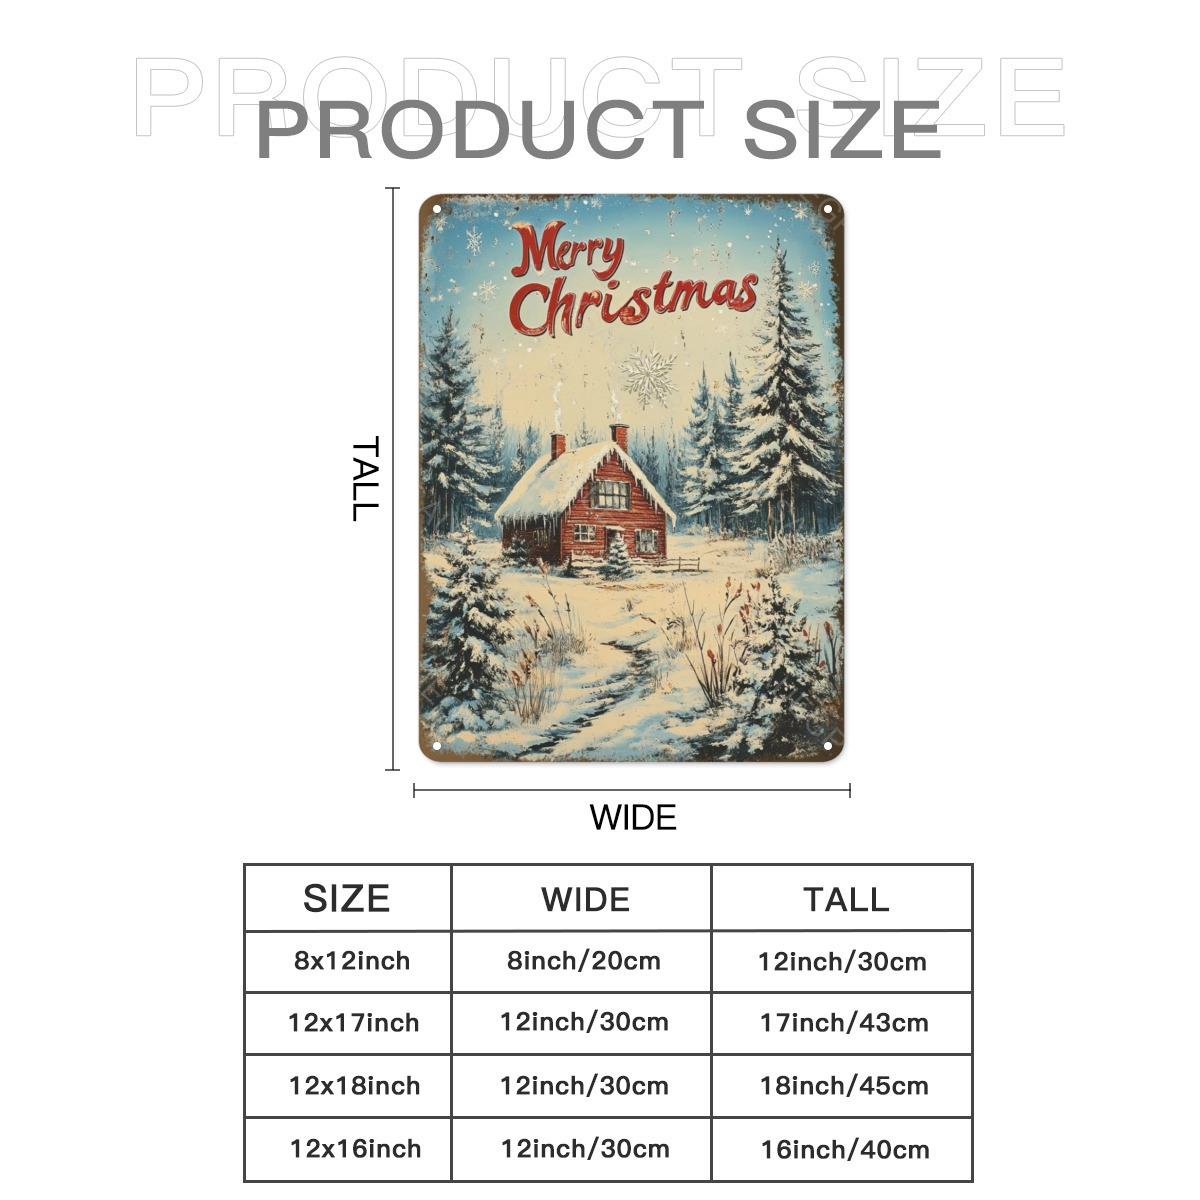 PRODUCT SIZE
PRODUCT SIZE
Merry
Christmas
TALL
WIDE
SIZE WIDE TALL
8x12inch 8inch/20cm 12inch/30cm
12x17inch 12inch/30cm 17inch/43cm
12x18inch 12inch/30cm 18inch/45cm
12x16inch 12inch/30cm 16inch/40cm